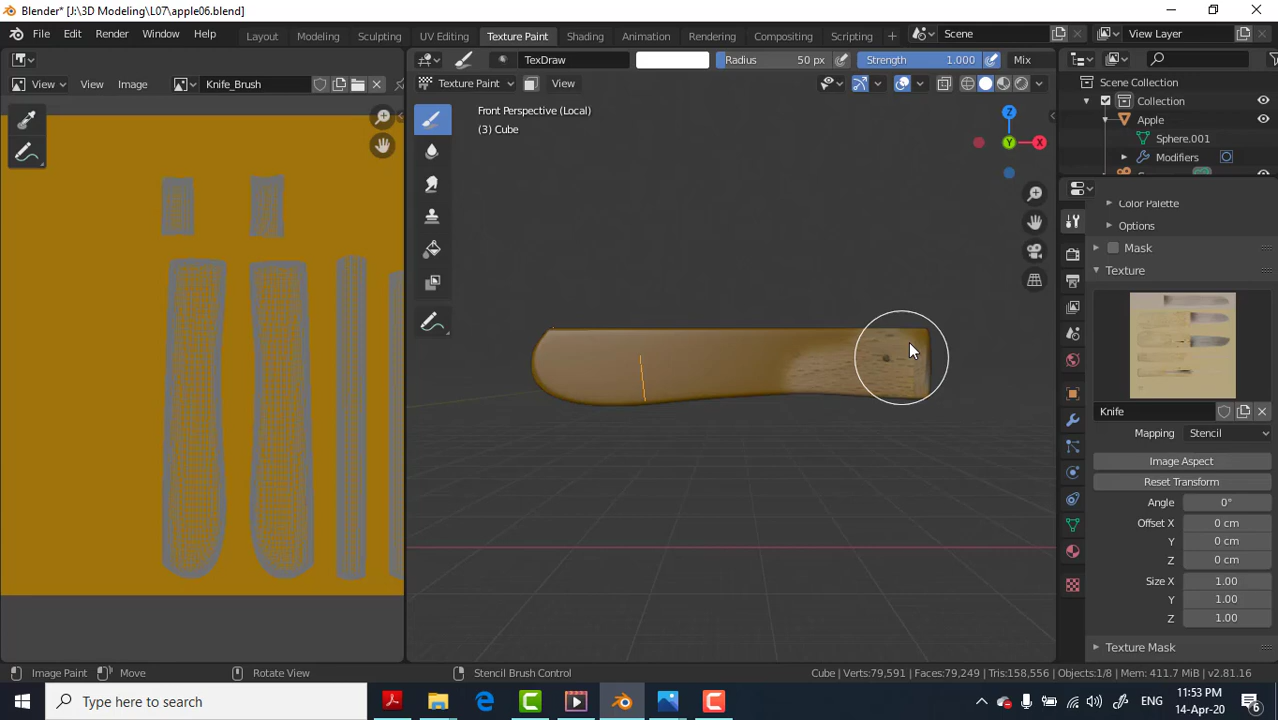 Blender* [J:\3D Modeling\L07\apple06.blend]
File Edit Render Window Help Layout Modeling Sculpting UV Editing Texture Paint Shading Animation Rendering Compositing Scripting Scene View Layer
TexDraw Radius 50 px Strength 1.000 Mix
View View Image Knife_Brush Texture Paint View
Scene Collection
Collection
Apple
Sphere.001
Modifiers
Front Perspective (Local)
(3) Cube
Z
Y
X
Color Palette
Options
Mask
Texture
Knife
Mapping Stencil
Image Aspect
Reset Transform
Angle 0°
Offset X 0 cm
Y 0 cm
Z 0 cm
Size X 1.00
Y 1.00
Z 1.00
Texture Mask
Image Paint Move Rotate View Stencil Brush Control Cube | Verts:79,591 | Faces:79,249 | Tris:158,556 | Objects:1/8 | Mem: 411.7 MiB | v2.81.16
Type here to search
ENG
11:53 PM
14-Apr-20
6